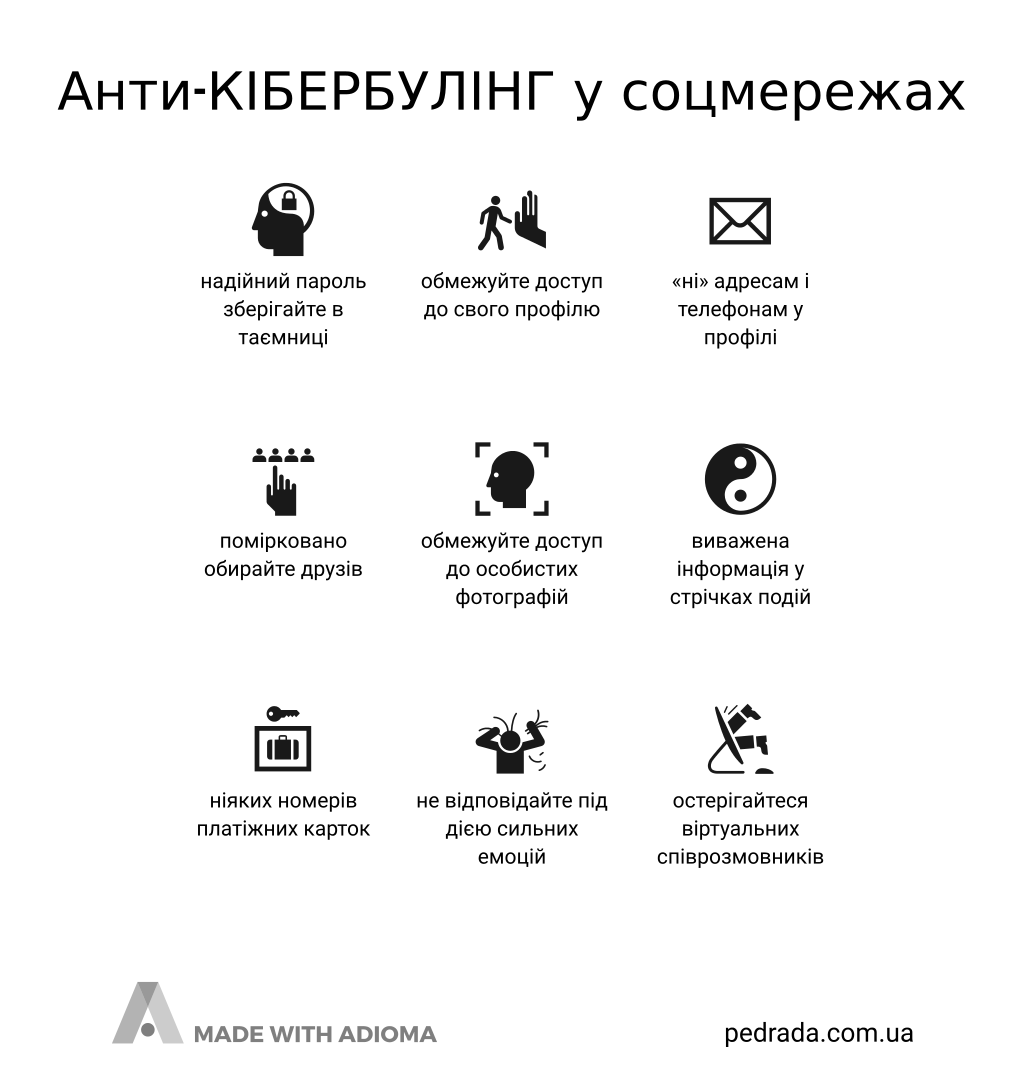 Анти-КІБЕРБУЛІНГ у соцмережах
надійний пароль
зберігайте в
таємниці
обмежуйте доступ
до свого профілю
«ні» адресам і
телефонам у
профілі
помірковано
обирайте друзів
обмежуйте доступ
до особистих
фотографій
виважена
інформація у
стрічках подій
ніяких номерів
платіжних карток
не відповідайте під
дією сильних
емоцій
остерігайтеся
віртуальних
співрозмовників
MADE WITH ADIOMA
pedrada.com.ua